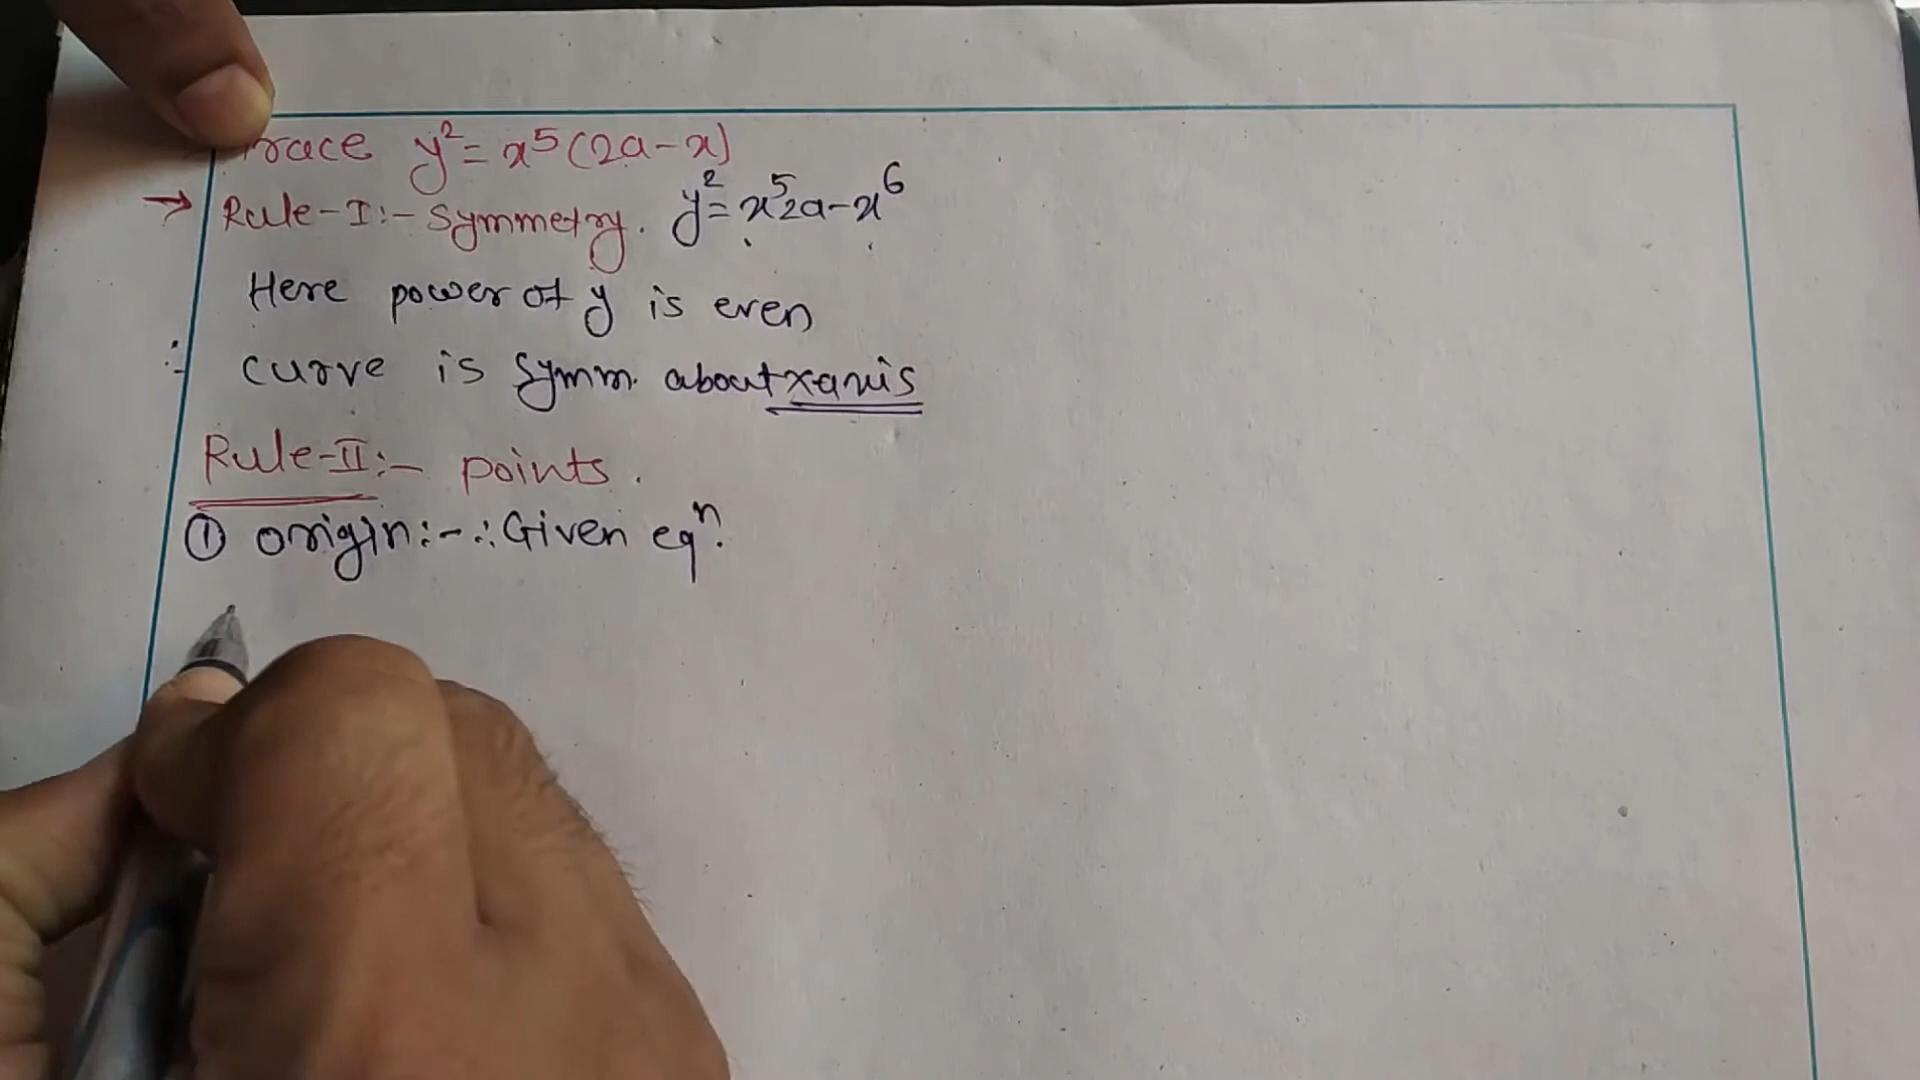 race y² = x⁵(2a-x)
→ Rule-I:- Symmetry. y² = x⁵2a-x⁶
Here power of y is even
∴ curve is symm. about x-axis
Rule-II:- points.
① origin:- ∴ Given eqⁿ.